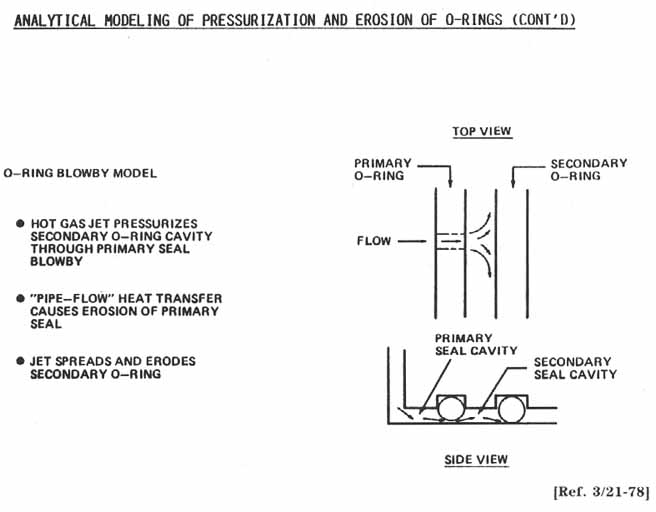 ANALYTICAL MODELING OF PRESSURIZATION AND EROSION OF O-RINGS (CONT'D)
O-RING BLOWBY MODEL
● HOT GAS JET PRESSURIZES
SECONDARY O-RING CAVITY
THROUGH PRIMARY SEAL
BLOWBY
● "PIPE-FLOW" HEAT TRANSFER
CAUSES EROSION OF PRIMARY
SEAL
● JET SPREADS AND ERODES
SECONDARY O-RING
TOP VIEW
PRIMARY
O-RING
SECONDARY
O-RING
FLOW
PRIMARY
SEAL CAVITY
SECONDARY
SEAL CAVITY
SIDE VIEW
[Ref. 3/21-78]